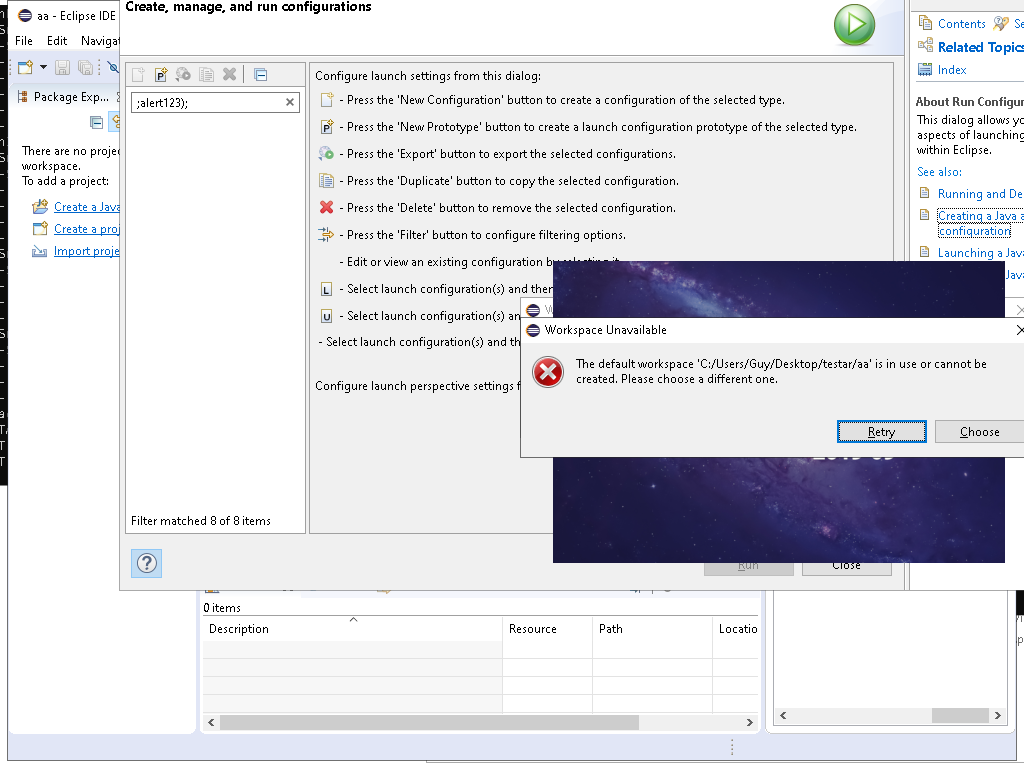 aa - Eclipse IDE
File Edit Navigat
Package Exp...
There are no projec
workspace.
To add a project:
Create a Java
Create a proj
Import proje
Create, manage, and run configurations
;alert123);
Filter matched 8 of 8 items
Configure launch settings from this dialog:
- Press the 'New Configuration' button to create a configuration of the selected type.
- Press the 'New Prototype' button to create a launch configuration prototype of the selected type.
- Press the 'Export' button to export the selected configurations.
- Press the 'Duplicate' button to copy the selected configuration.
- Press the 'Delete' button to remove the selected configuration.
- Press the 'Filter' button to configure filtering options.
- Edit or view an existing configuration by selecting it.
L - Select launch configuration(s) and then
U - Select launch configuration(s) an
- Select launch configuration(s) and th
Configure launch perspective settings f
Run
Close
Contents Se
Related Topics
Index
About Run Configur
This dialog allows yo
aspects of launching
within Eclipse.
See also:
Running and De
Creating a Java a
configuration
Launching a Java
Java
Workspace Unavailable
The default workspace 'C:/Users/Guy/Desktop/testar/aa' is in use or cannot be
created. Please choose a different one.
Retry
Choose
0 items
Description Resource Path Locatio